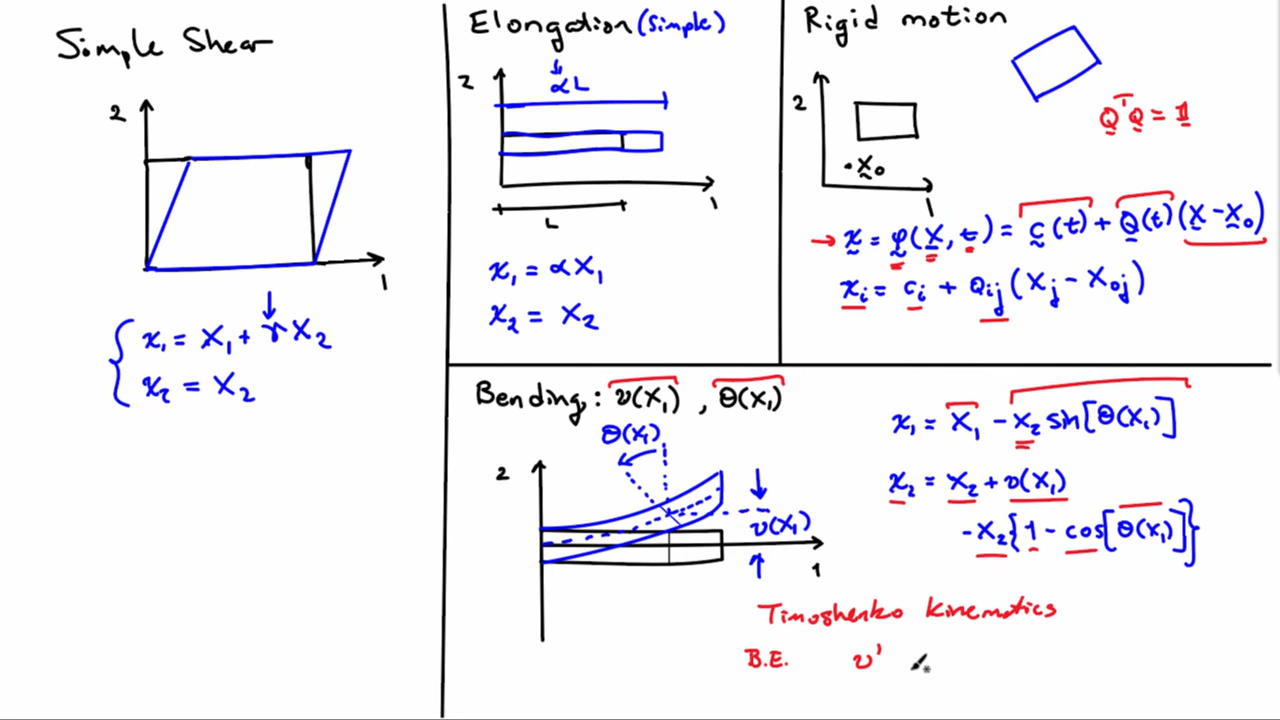 Simple Shear
2
1
x₁ = X₁ + γ X₂
x₂ = X₂
Elongation (simple)
2
αL
1
L
x₁ = αX₁
x₂ = X₂
Rigid motion
QᵀQ = 1
2
· X₀
1
→ x = φ(X, t) = c(t) + Q(t)(X - X₀)
xᵢ = cᵢ + Qᵢⱼ(Xⱼ - X₀ⱼ)
Bending: v(X₁), θ(X₁)
θ(X₁)
2
v(X₁)
1
x₁ = X₁ - X₂ sin[θ(X₁)]
x₂ = X₂ + v(X₁)
-X₂{1 - cos[θ(X₁)]}
Timoshenko Kinematics
B.E. v'